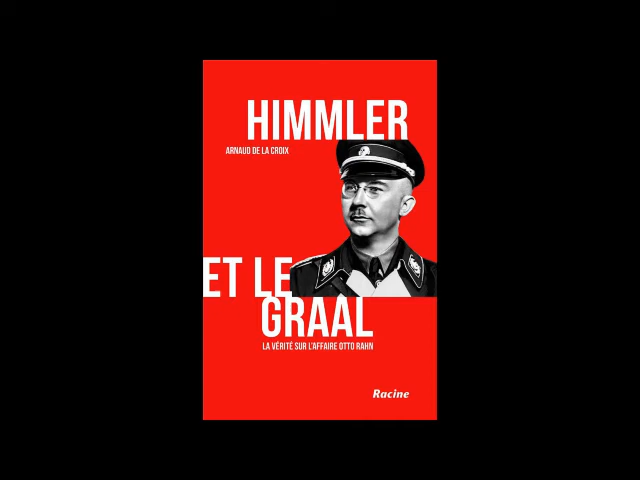 HIMMLER
ARNAUD DE LA CROIX
ET LE
GRAAL
LA VÉRITÉ SUR L'AFFAIRE OTTO RAHN
Racine